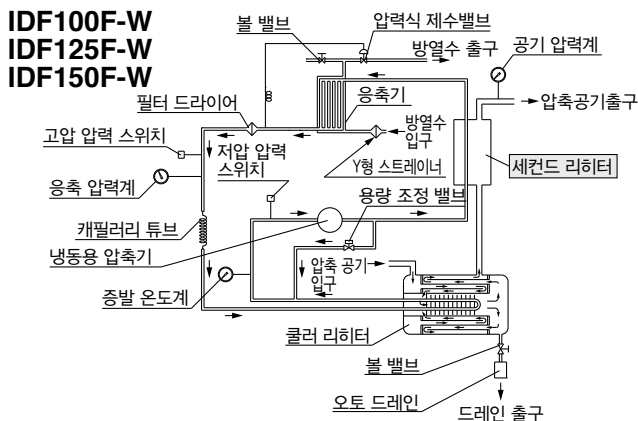 IDF100F-W
IDF125F-W
IDF150F-W
볼 밸브
압력식 제수밸브
방열수 출구
공기 압력계
압축공기출구
필터 드라이어
응축기
고압 압력 스위치
저압 압력
스위치
방열수
입구
Y형 스트레이너
세컨드 리히터
응축 압력계
용량 조정 밸브
캐필러리 튜브
냉동용 압축기
압축 공기
입구
증발 온도계
쿨러 리히터
볼 밸브
오토 드레인
드레인 출구